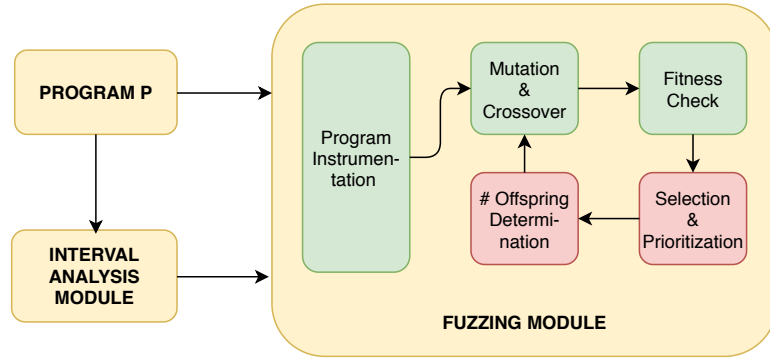 PROGRAM P
INTERVAL
ANALYSIS
MODULE
Program
Instrumen-
tation
Mutation
&
Crossover
Fitness
Check
# Offspring
Determi-
nation
Selection
&
Prioritization
FUZZING MODULE